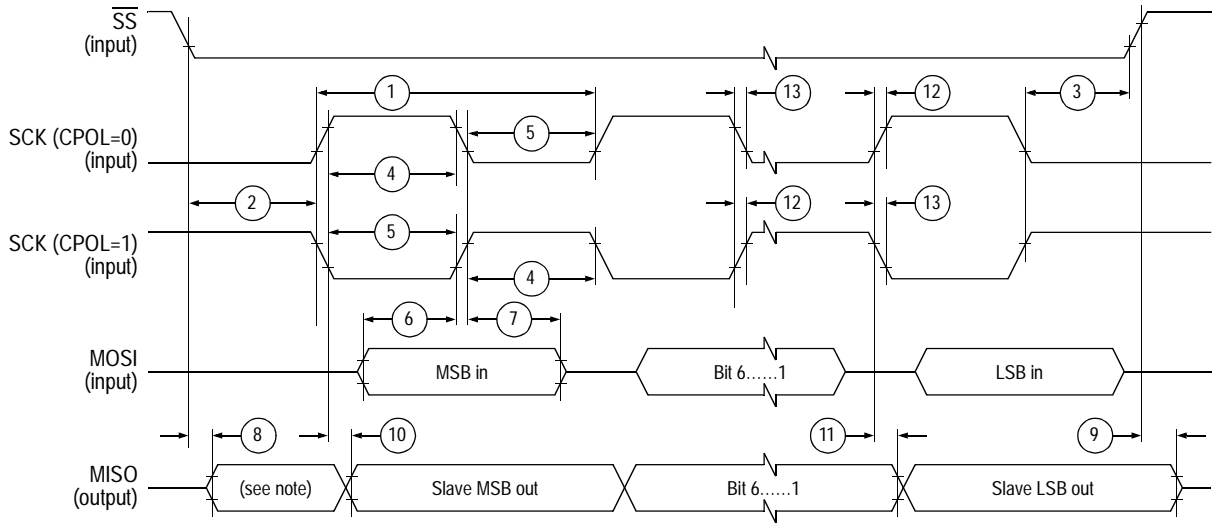 SS
(input)
1
13
12
3
SCK (CPOL=0)
(input)
5
4
2
12
13
SCK (CPOL=1)
(input)
5
4
6
7
MOSI
(input)
MSB in
Bit 6......1
LSB in
8
10
11
9
MISO
(output)
(see note)
Slave MSB out
Bit 6......1
Slave LSB out